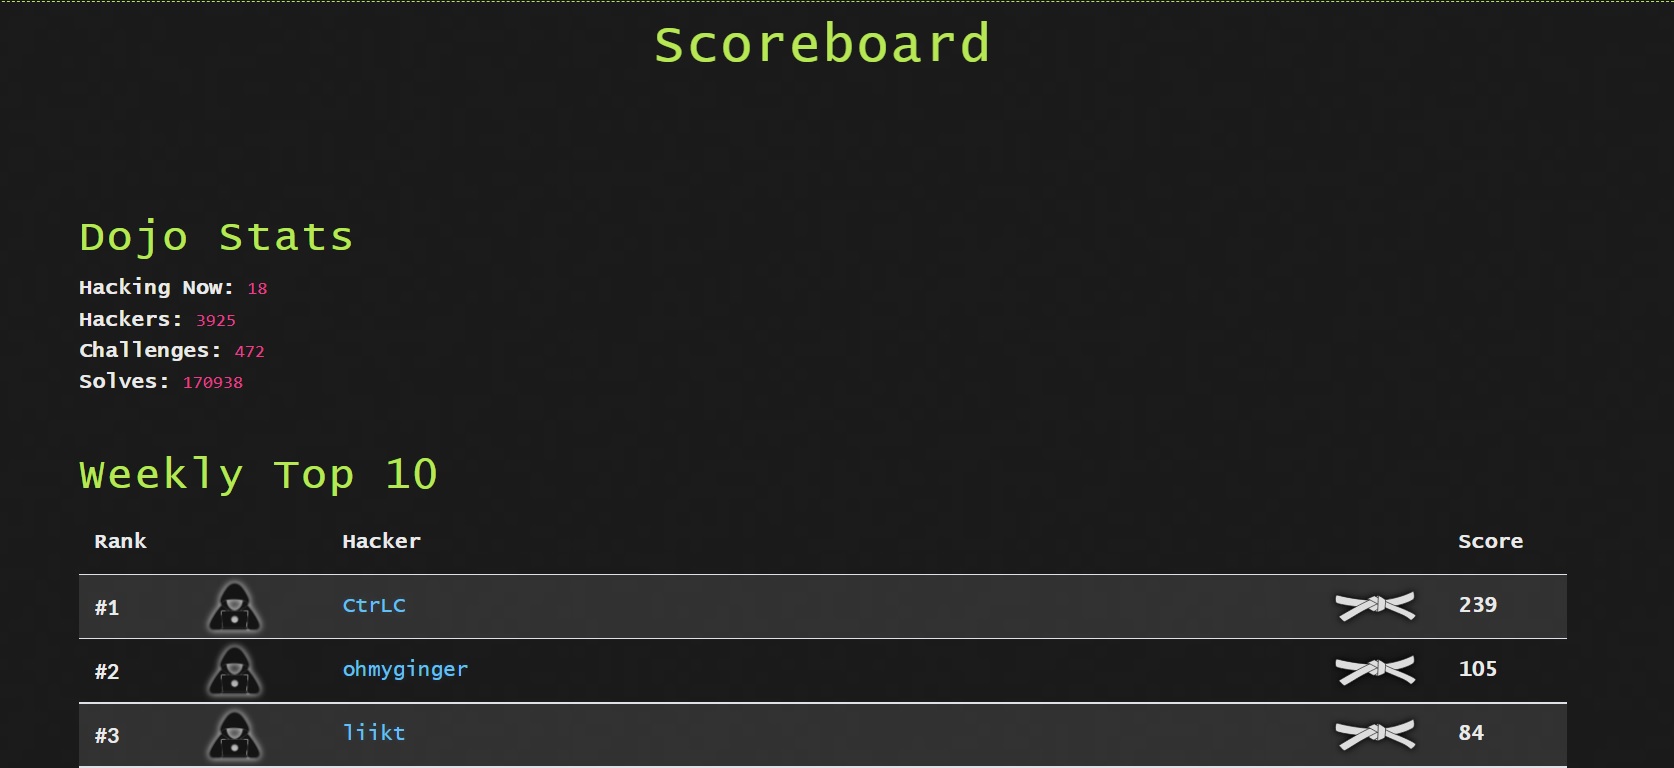 Scoreboard
Dojo Stats
Hacking Now: 18
Hackers: 3925
Challenges: 472
Solves: 170938
Weekly Top 10
Rank Hacker Score
#1 CtrLC 239
#2 ohmyginger 105
#3 liikt 84